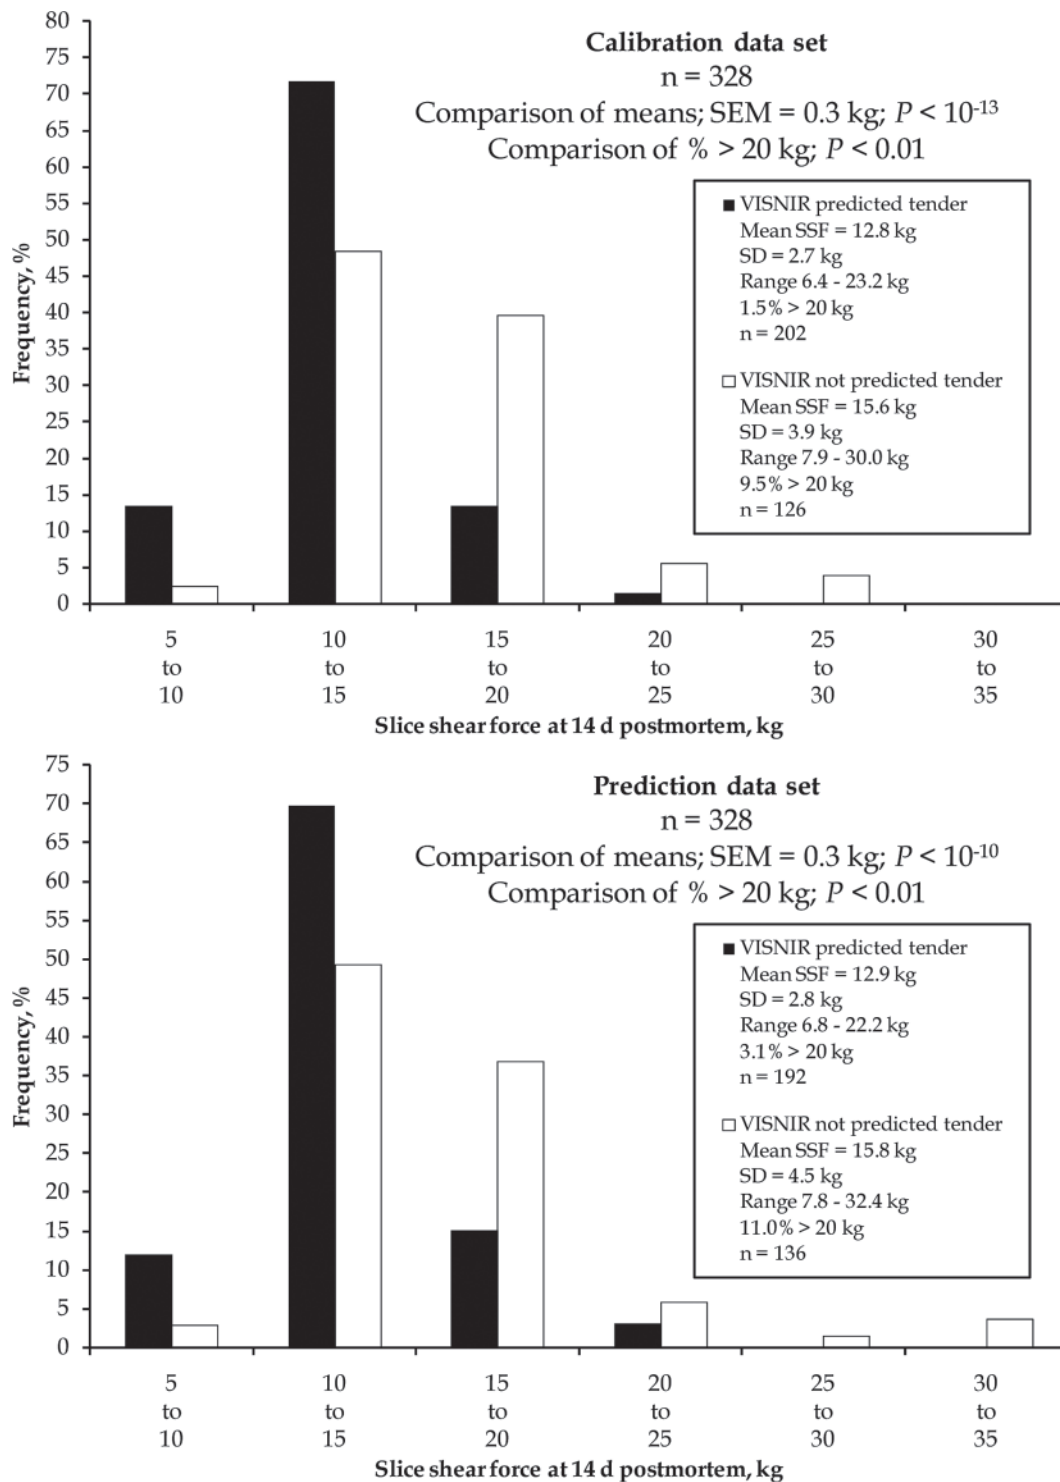 80
75
70
65
60
55
50
45
40
35
30
25
20
15
10
5
0
Frequency, %
Calibration data set
n = 328
Comparison of means; SEM = 0.3 kg; P < 10⁻¹³
Comparison of % > 20 kg; P < 0.01
VISNIR predicted tender
Mean SSF = 12.8 kg
SD = 2.7 kg
Range 6.4 - 23.2 kg
1.5% > 20 kg
n = 202
VISNIR not predicted tender
Mean SSF = 15.6 kg
SD = 3.9 kg
Range 7.9 - 30.0 kg
9.5% > 20 kg
n = 126
5 10 15 20 25 30
to to to to to to
10 15 20 25 30 35
Slice shear force at 14 d postmortem, kg
75
70
65
60
55
50
45
40
35
30
25
20
15
10
5
0
Frequency, %
Prediction data set
n = 328
Comparison of means; SEM = 0.3 kg; P < 10⁻¹⁰
Comparison of % > 20 kg; P < 0.01
VISNIR predicted tender
Mean SSF = 12.9 kg
SD = 2.8 kg
Range 6.8 - 22.2 kg
3.1% > 20 kg
n = 192
VISNIR not predicted tender
Mean SSF = 15.8 kg
SD = 4.5 kg
Range 7.8 - 32.4 kg
11.0% > 20 kg
n = 136
5 10 15 20 25 30
to to to to to to
10 15 20 25 30 35
Slice shear force at 14 d postmortem, kg